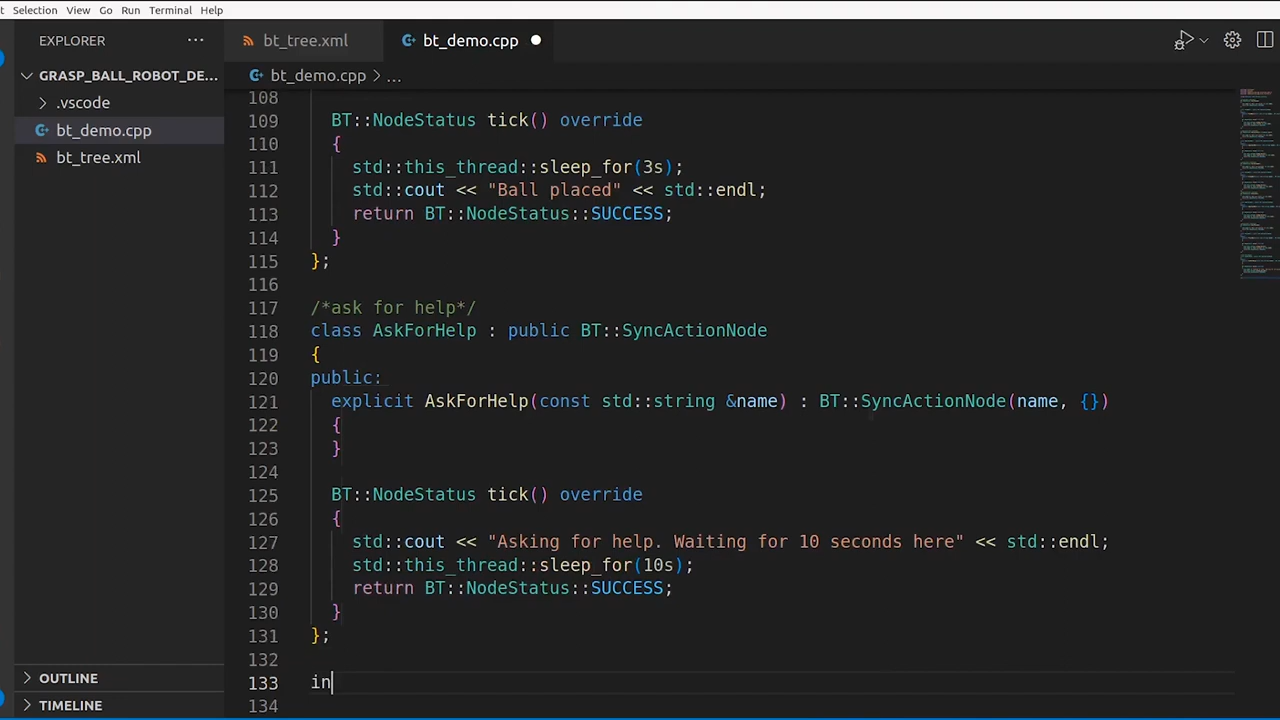 t Selection View Go Run Terminal Help
EXPLORER ...
bt_tree.xml
bt_demo.cpp
GRASP_BALL_ROBOT_DE...
bt_demo.cpp > ...
.vscode
bt_demo.cpp
bt_tree.xml
OUTLINE
TIMELINE
108
109 BT::NodeStatus tick() override
110 {
111 std::this_thread::sleep_for(3s);
112 std::cout << "Ball placed" << std::endl;
113 return BT::NodeStatus::SUCCESS;
114 }
115 };
116
117 /*ask for help*/
118 class AskForHelp : public BT::SyncActionNode
119 {
120 public:
121 explicit AskForHelp(const std::string &name) : BT::SyncActionNode(name, {})
122 {
123 }
124
125 BT::NodeStatus tick() override
126 {
127 std::cout << "Asking for help. Waiting for 10 seconds here" << std::endl;
128 std::this_thread::sleep_for(10s);
129 return BT::NodeStatus::SUCCESS;
130 }
131 };
132
133 in
134